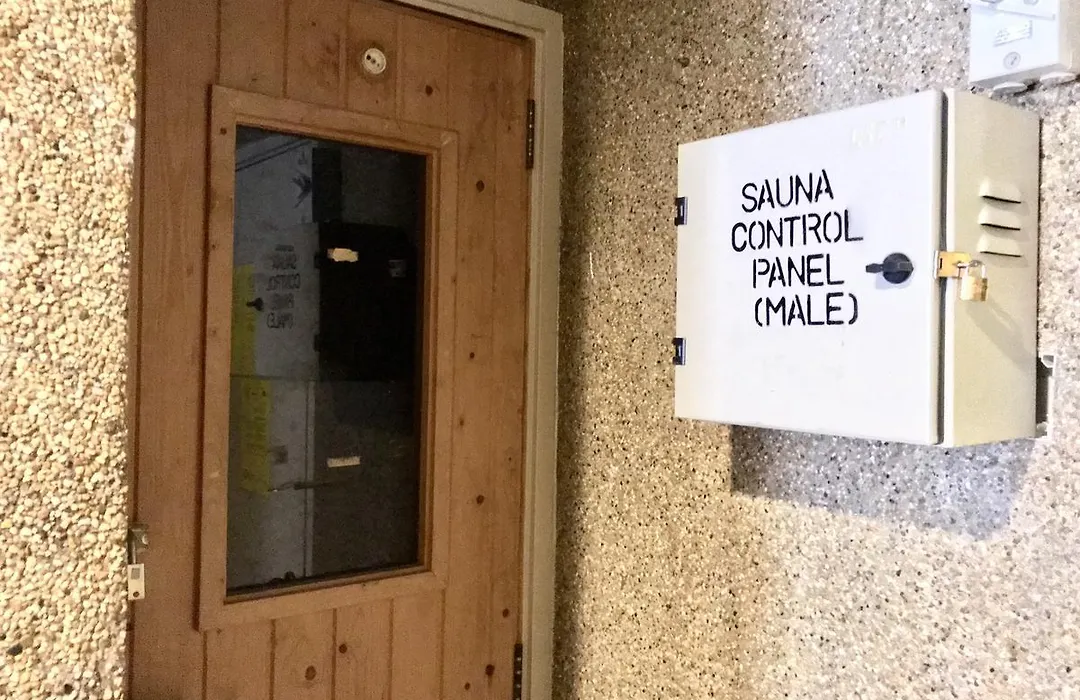 SAUNA
CONTROL
PANEL
(MALE)